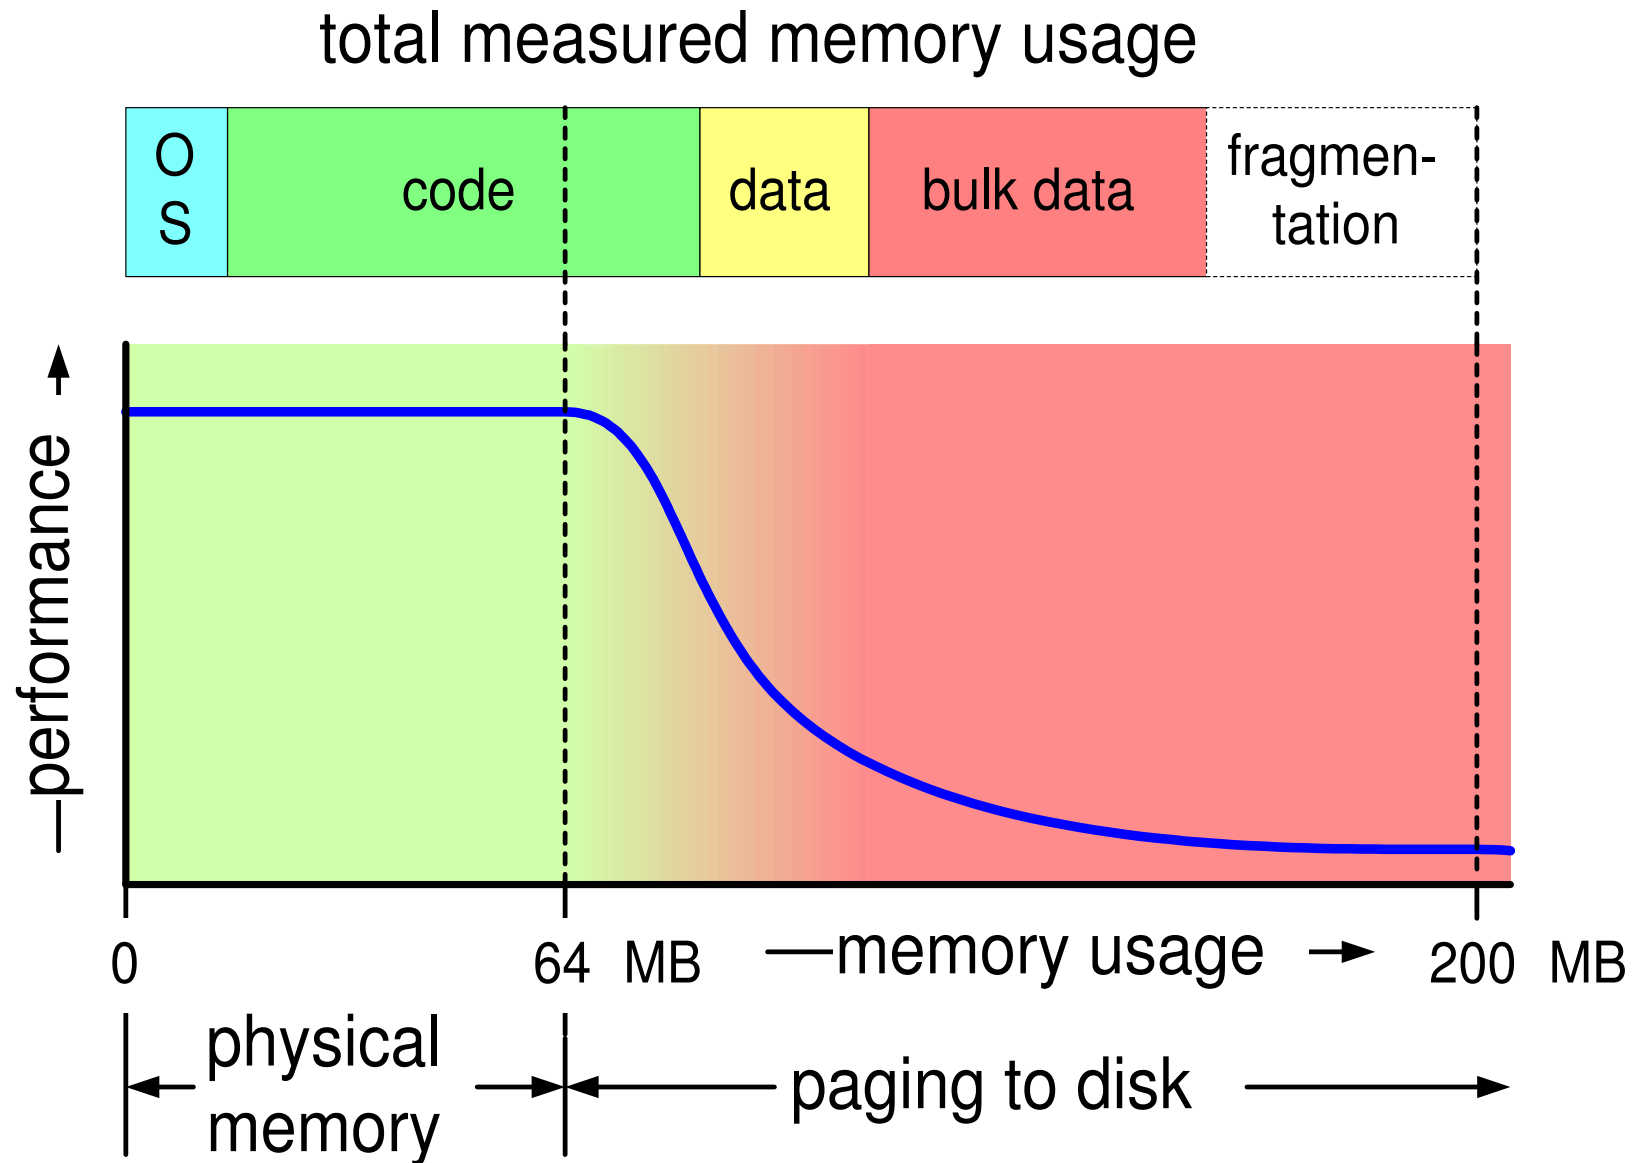 total measured memory usage
O
S
code
data
bulk data
fragmen-
tation
performance
0
64 MB
memory usage
200 MB
physical
memory
paging to disk